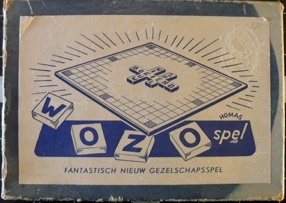 HOMAS
WOZO spel
FANTASTISCH NIEUW GEZELSCHAPSSPEL